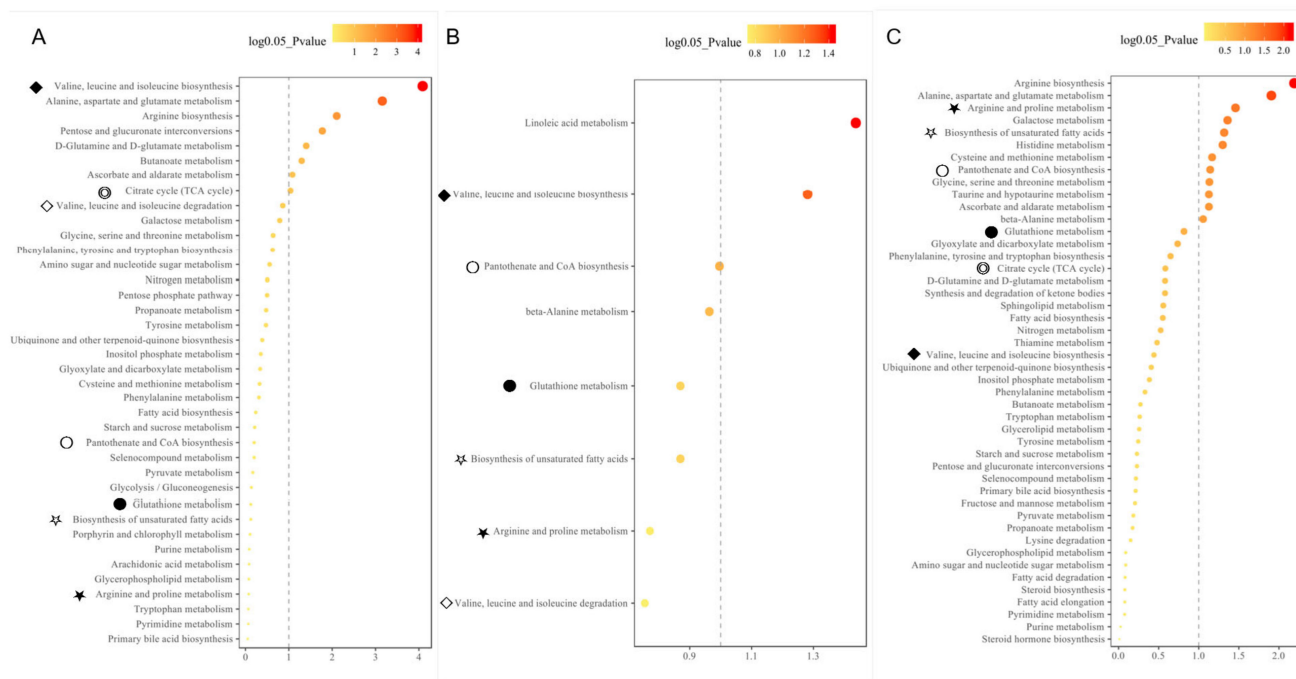 A
log0.05_Pvalue
1 2 3 4
Valine, leucine and isoleucine biosynthesis
Alanine, aspartate and glutamate metabolism
Arginine biosynthesis
Pentose and glucuronate interconversions
D-Glutamine and D-glutamate metabolism
Butanoate metabolism
Ascorbate and aldarate metabolism
Citrate cycle (TCA cycle)
Valine, leucine and isoleucine degradation
Galactose metabolism
Glycine, serine and threonine metabolism
Phenylalanine, tyrosine and tryptophan biosynthesis
Amino sugar and nucleotide sugar metabolism
Nitrogen metabolism
Pentose phosphate pathway
Propanoate metabolism
Tyrosine metabolism
Ubiquinone and other terpenoid-quinone biosynthesis
Inositol phosphate metabolism
Glyoxylate and dicarboxylate metabolism
Cysteine and methionine metabolism
Phenylalanine metabolism
Fatty acid biosynthesis
Starch and sucrose metabolism
Pantothenate and CoA biosynthesis
Selenocompound metabolism
Pyruvate metabolism
Glycolysis / Gluconeogenesis
Glutathione metabolism
Biosynthesis of unsaturated fatty acids
Porphyrin and chlorophyll metabolism
Purine metabolism
Arachidonic acid metabolism
Glycerophospholipid metabolism
Arginine and proline metabolism
Tryptophan metabolism
Pyrimidine metabolism
Primary bile acid biosynthesis
0 1 2 3 4
B
log0.05_Pvalue
0.8 1.0 1.2 1.4
Linoleic acid metabolism
Valine, leucine and isoleucine biosynthesis
Pantothenate and CoA biosynthesis
beta-Alanine metabolism
Glutathione metabolism
Biosynthesis of unsaturated fatty acids
Arginine and proline metabolism
Valine, leucine and isoleucine degradation
0.9 1.1 1.3
C
log0.05_Pvalue
0.5 1.0 1.5 2.0
Arginine biosynthesis
Alanine, aspartate and glutamate metabolism
Arginine and proline metabolism
Galactose metabolism
Biosynthesis of unsaturated fatty acids
Histidine metabolism
Cysteine and methionine metabolism
Pantothenate and CoA biosynthesis
Glycine, serine and threonine metabolism
Taurine and hypotaurine metabolism
Ascorbate and aldarate metabolism
beta-Alanine metabolism
Glutathione metabolism
Glyoxylate and dicarboxylate metabolism
Phenylalanine, tyrosine and tryptophan biosynthesis
Citrate cycle (TCA cycle)
D-Glutamine and D-glutamate metabolism
Synthesis and degradation of ketone bodies
Sphingolipid metabolism
Fatty acid biosynthesis
Nitrogen metabolism
Thiamine metabolism
Valine, leucine and isoleucine biosynthesis
Ubiquinone and other terpenoid-quinone biosynthesis
Inositol phosphate metabolism
Phenylalanine metabolism
Butanoate metabolism
Tryptophan metabolism
Glycerolipid metabolism
Tyrosine metabolism
Starch and sucrose metabolism
Pentose and glucuronate interconversions
Selenocompound metabolism
Primary bile acid biosynthesis
Fructose and mannose metabolism
Pyruvate metabolism
Propanoate metabolism
Lysine degradation
Glycerophospholipid metabolism
Amino sugar and nucleotide sugar metabolism
Fatty acid degradation
Steroid biosynthesis
Fatty acid elongation
Pyrimidine metabolism
Purine metabolism
Steroid hormone biosynthesis
0.0 0.5 1.0 1.5 2.0